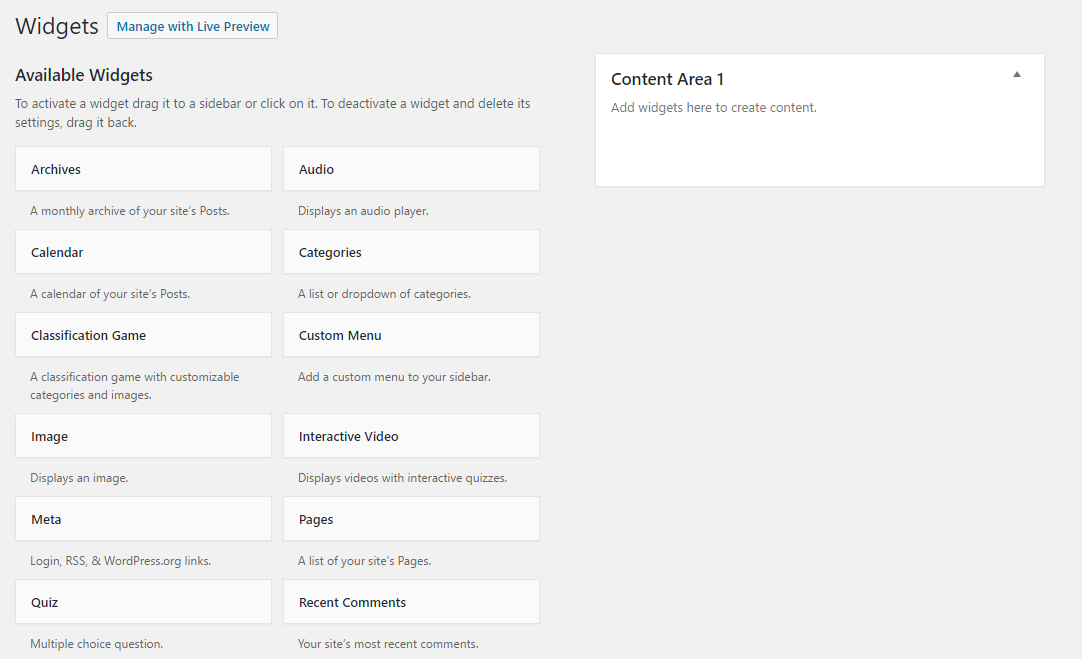 Widgets
Manage with Live Preview
Available Widgets
To activate a widget drag it to a sidebar or click on it. To deactivate a widget and delete its
settings, drag it back.
Archives
Audio
A monthly archive of your site’s Posts.
Displays an audio player.
Calendar
Categories
A calendar of your site’s Posts.
A list or dropdown of categories.
Classification Game
Custom Menu
A classification game with customizable
categories and images.
Add a custom menu to your sidebar.
Image
Interactive Video
Displays an image.
Displays videos with interactive quizzes.
Meta
Pages
Login, RSS, & WordPress.org links.
A list of your site’s Pages.
Quiz
Recent Comments
Multiple choice question.
Your site’s most recent comments.
Content Area 1
Add widgets here to create content.